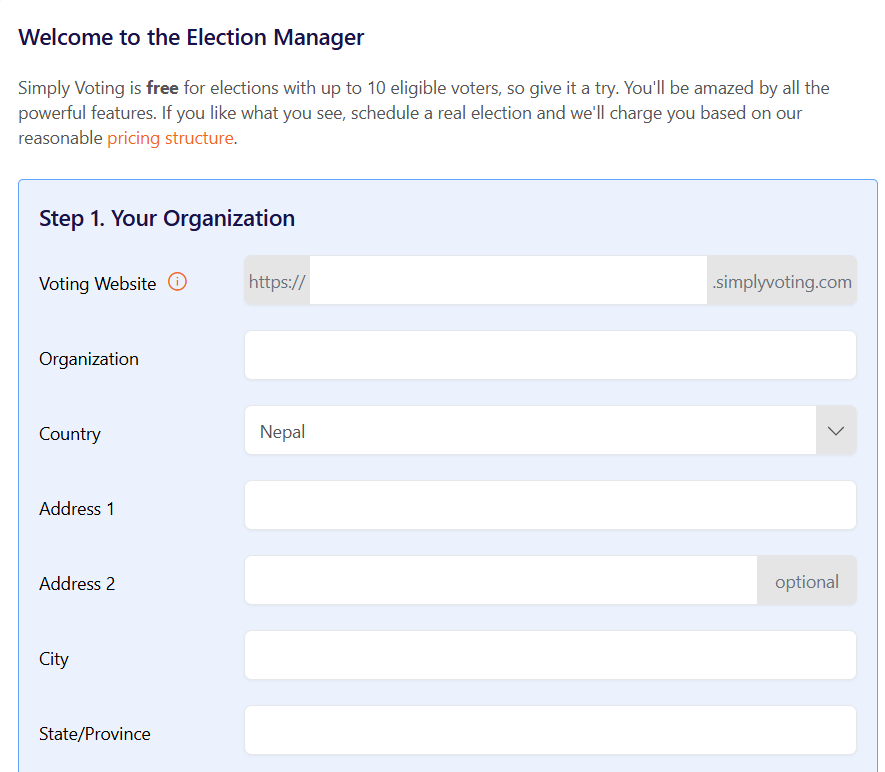 Welcome to the Election Manager
Simply Voting is free for elections with up to 10 eligible voters, so give it a try. You'll be amazed by all the
powerful features. If you like what you see, schedule a real election and we'll charge you based on our
reasonable pricing structure.
Step 1. Your Organization
Voting Website https:// .simplyvoting.com
Organization
Country Nepal
Address 1
Address 2 optional
City
State/Province